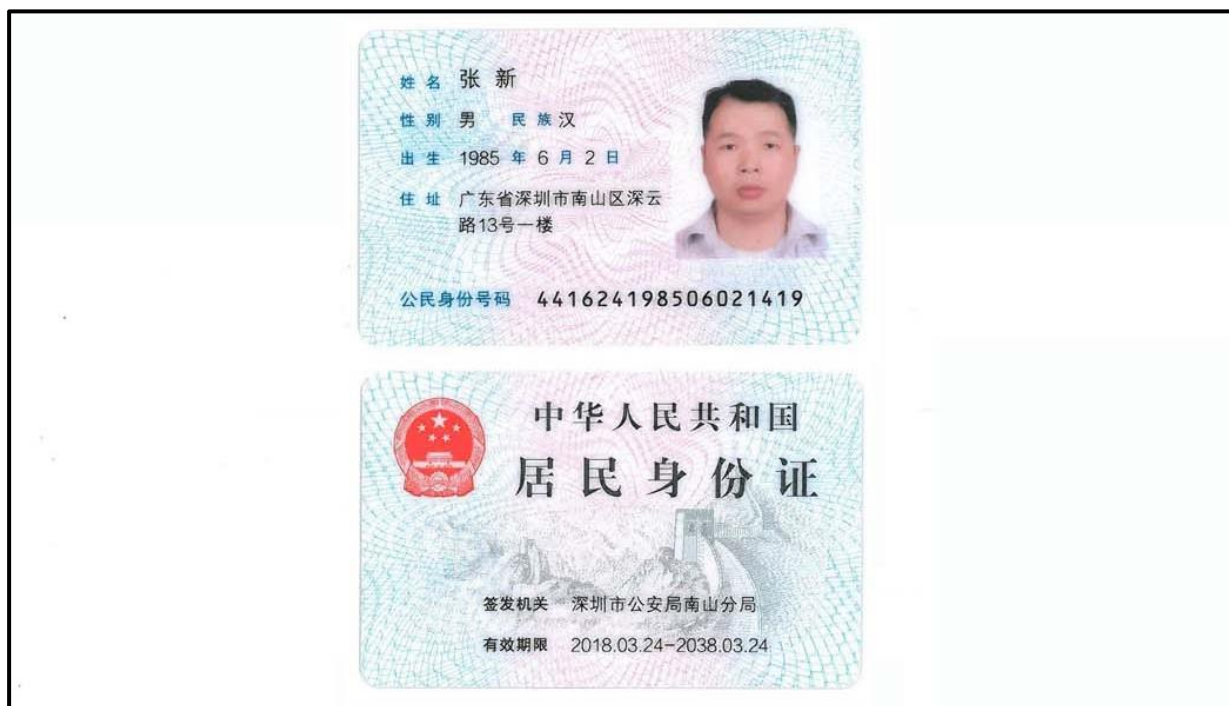 姓名 张新
性别 男 民族 汉
出生 1985 年 6 月 2 日
住址 广东省深圳市南山区深云
路13号一楼
公民身份号码 441624198506021419
中华人民共和国
居民身份证
签发机关 深圳市公安局南山分局
有效期限 2018.03.24-2038.03.24